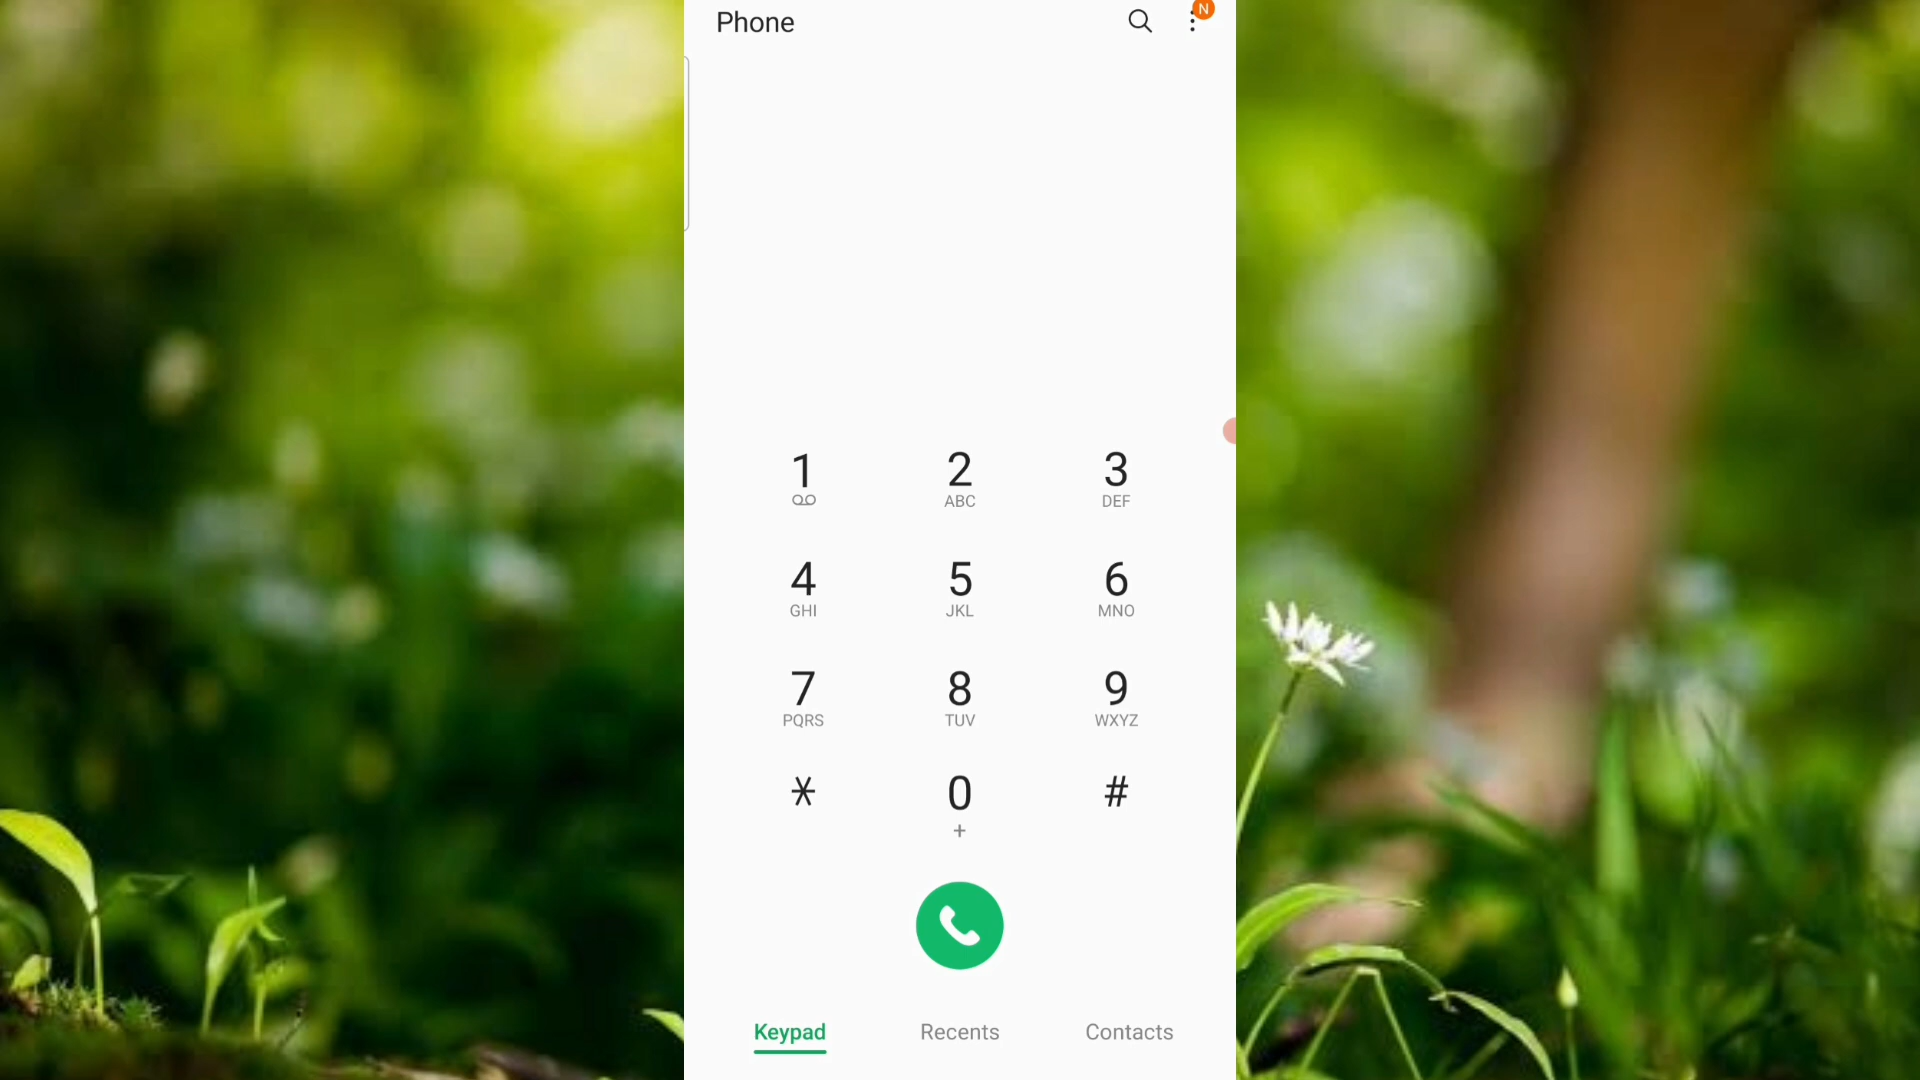 Phone
N
1
2
ABC
3
DEF
4
GHI
5
JKL
6
MNO
7
PQRS
8
TUV
9
WXYZ
*
0
+
#
Keypad
Recents
Contacts